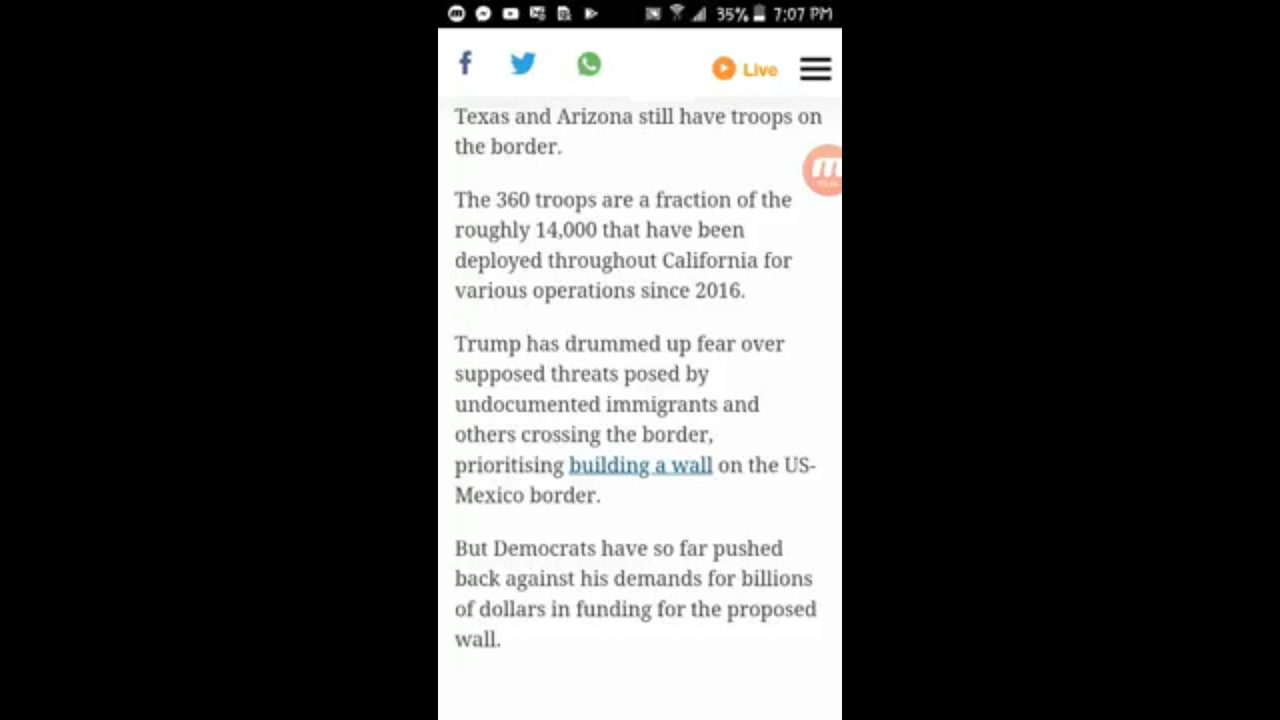 35% 7:07 PM
Live
Texas and Arizona still have troops on
the border.
The 360 troops are a fraction of the
roughly 14,000 that have been
deployed throughout California for
various operations since 2016.
Trump has drummed up fear over
supposed threats posed by
undocumented immigrants and
others crossing the border,
prioritising building a wall on the US-
Mexico border.
But Democrats have so far pushed
back against his demands for billions
of dollars in funding for the proposed
wall.